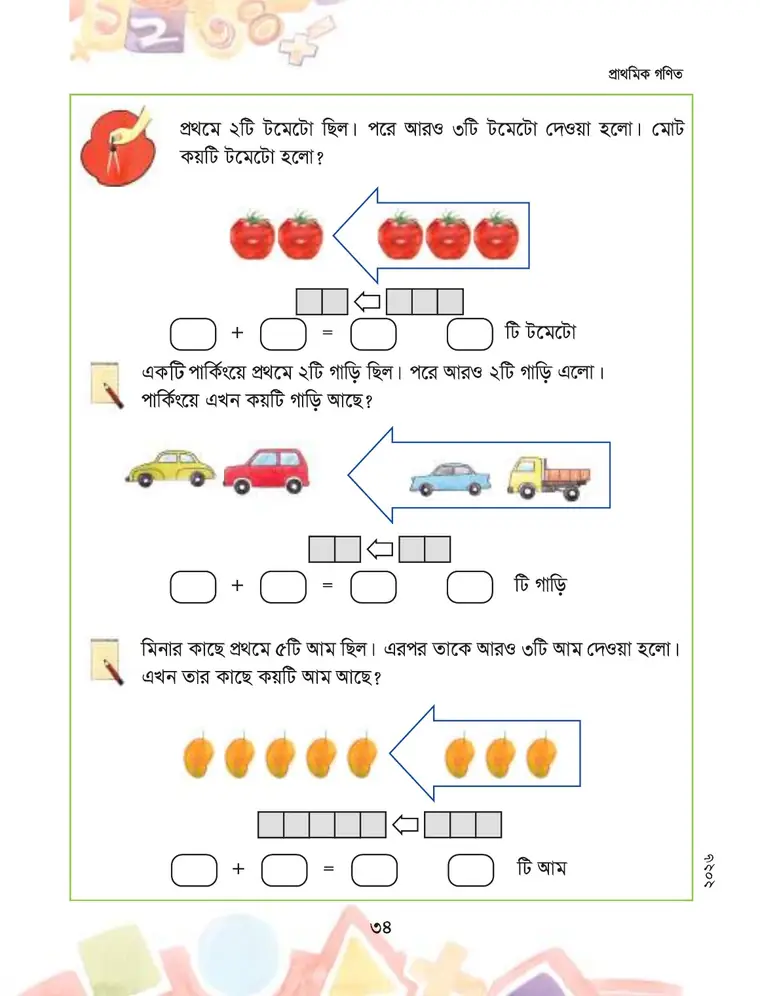 প্রাথমিক গণিত
প্রথমে ২টি টমেটো ছিল। পরে আরও ৩টি টমেটো দেওয়া হলো। মোট
কয়টি টমেটো হলো?
+ = টি টমেটো
একটি পার্কিংয়ে প্রথমে ২টি গাড়ি ছিল। পরে আরও ২টি গাড়ি এলো।
পার্কিংয়ে এখন কয়টি গাড়ি আছে?
+ = টি গাড়ি
মিনার কাছে প্রথমে ৫টি আম ছিল। এরপর তাকে আরও ৩টি আম দেওয়া হলো।
এখন তার কাছে কয়টি আম আছে?
+ = টি আম
২০২৬
৩৪